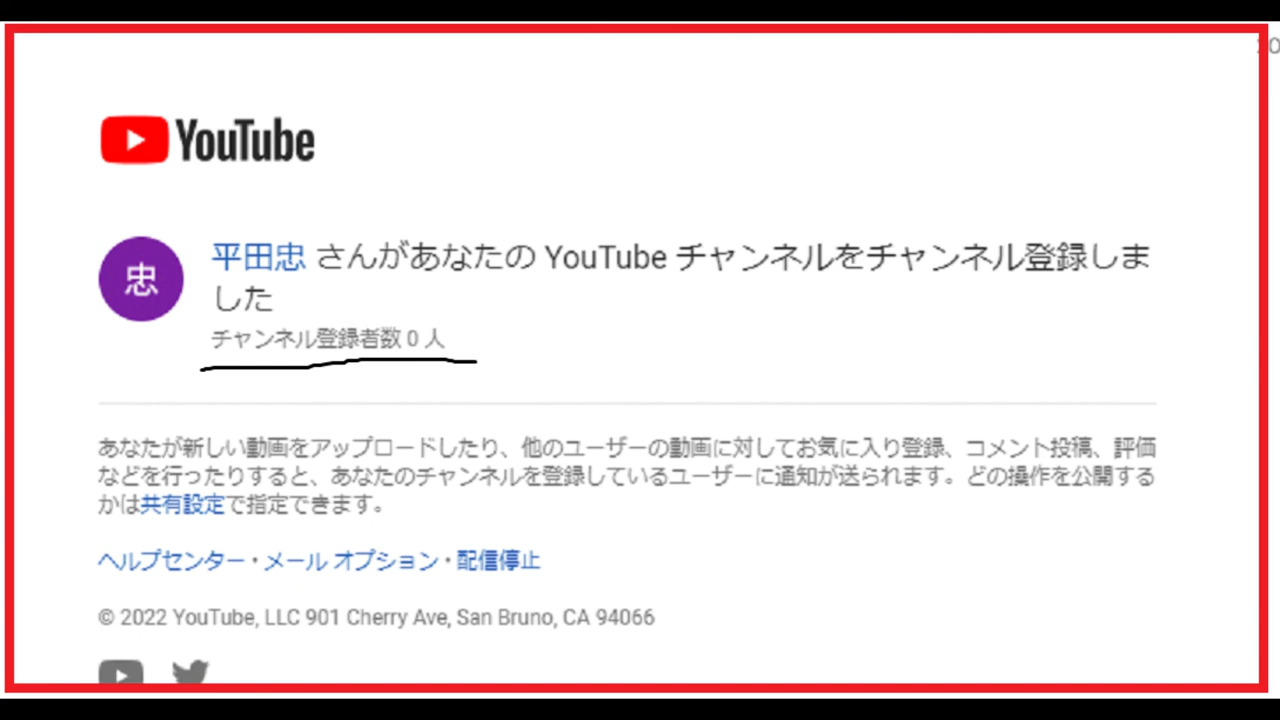 YouTube
忠
平田忠 さんがあなたの YouTube チャンネルをチャンネル登録しま
した
チャンネル登録者数 0 人
あなたが新しい動画をアップロードしたり、他のユーザーの動画に対してお気に入り登録、コメント投稿、評価
などを行ったりすると、あなたのチャンネルを登録しているユーザーに通知が送られます。どの操作を公開する
かは共有設定で指定できます。
ヘルプセンター・メール オプション・配信停止
© 2022 YouTube, LLC 901 Cherry Ave, San Bruno, CA 94066